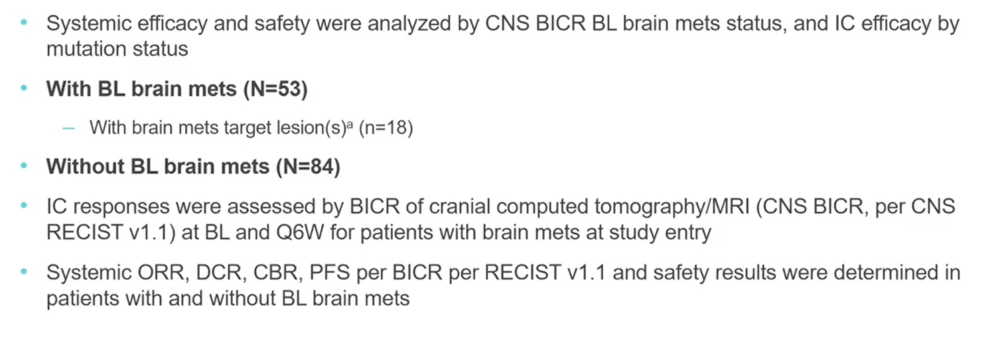 • Systemic efficacy and safety were analyzed by CNS BICR BL brain mets status, and IC efficacy by
mutation status
• With BL brain mets (N=53)
– With brain mets target lesion(s)ᵃ (n=18)
• Without BL brain mets (N=84)
• IC responses were assessed by BICR of cranial computed tomography/MRI (CNS BICR, per CNS
RECIST v1.1) at BL and Q6W for patients with brain mets at study entry
• Systemic ORR, DCR, CBR, PFS per BICR per RECIST v1.1 and safety results were determined in
patients with and without BL brain mets